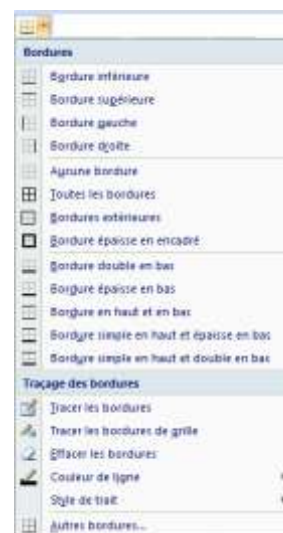 Bordures
Bordure inférieure
Bordure supérieure
Bordure gauche
Bordure droite
Aucune bordure
Toutes les bordures
Bordures extérieures
Bordure épaisse en encadré
Bordure double en bas
Bordure épaisse en bas
Bordure en haut et en bas
Bordure simple en haut et épaisse en bas
Bordure simple en haut et double en bas
Traçage des bordures
Tracer les bordures
Tracer les bordures de grille
Effacer les bordures
Couleur de ligne
Style de trait
Autres bordures...